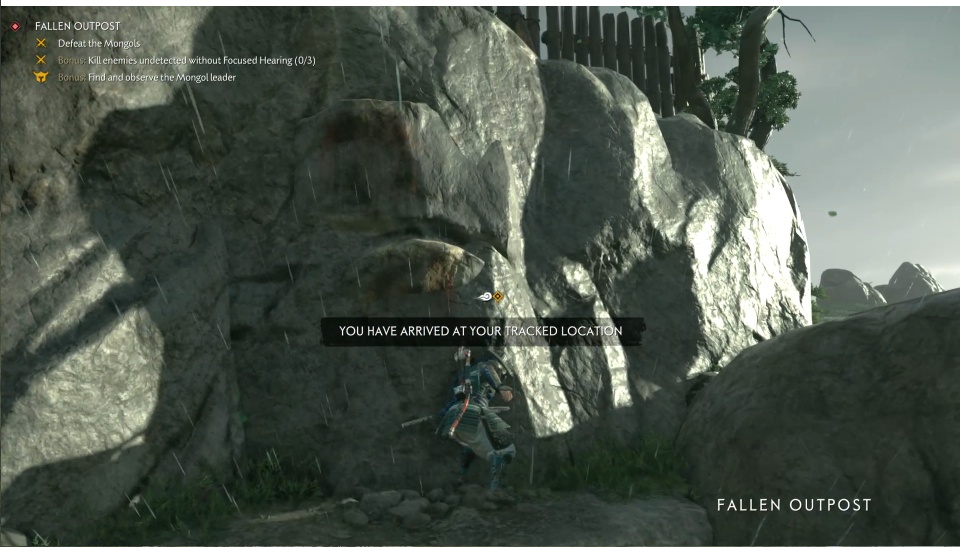 FALLEN OUTPOST
Defeat the Mongols
Bonus: Kill enemies undetected without Focused Hearing (0/3)
Bonus: Find and observe the Mongol leader
YOU HAVE ARRIVED AT YOUR TRACKED LOCATION
FALLEN OUTPOST